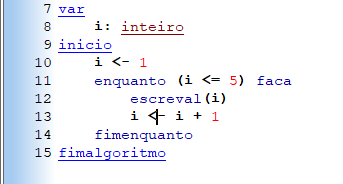 7 var
8 i: inteiro
9 inicio
10 i <- 1
11 enquanto (i <= 5) faca
12 escreval(i)
13 i <- i + 1
14 fimenquanto
15 fimalgoritmo